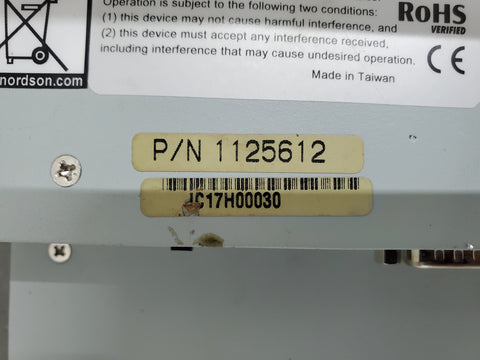 Operation is subject to the following two conditions:
(1) this device may not cause harmful interference, and
(2) this device must accept any interference received,
including interference that may cause undesired operation.
Made in Taiwan
RoHS
VERIFIED
CE
nordson.com
P/N 1125612
JC17H00030